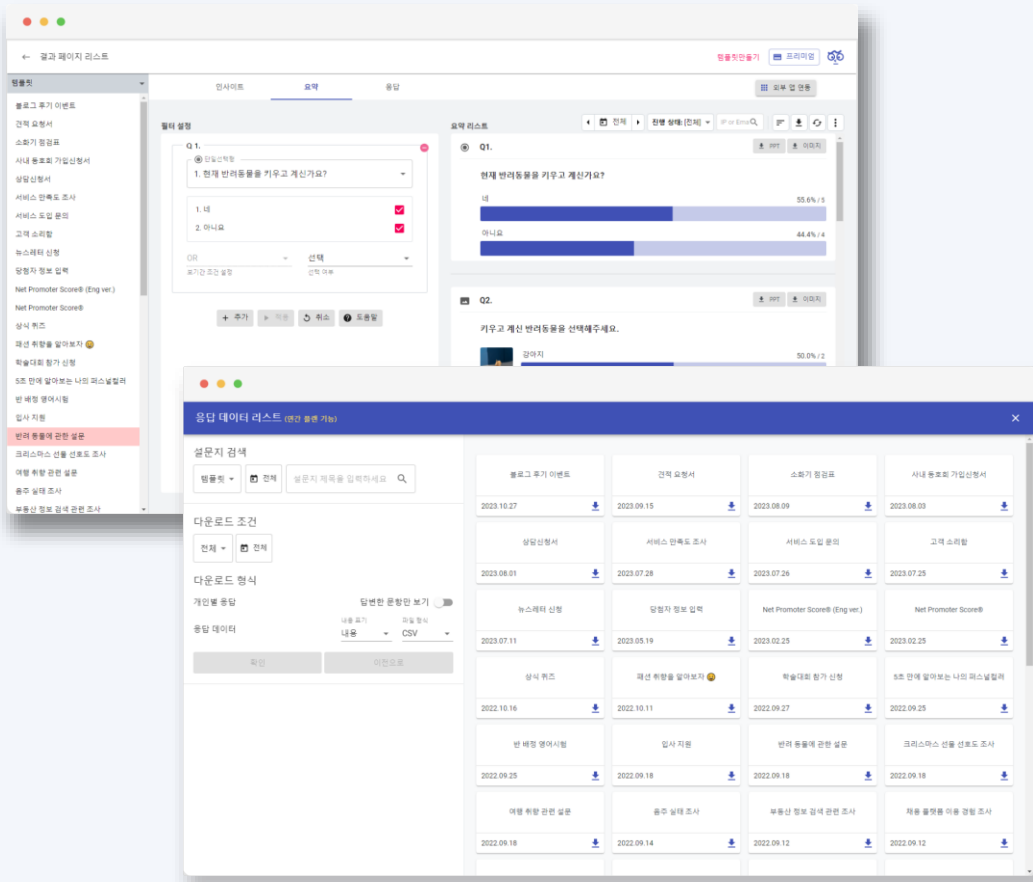 ← 결과 페이지 리스트
템플릿만들기
프리미엄
템플릿
인사이트
요약
응답
외부 앱 연동
블로그 후기 이벤트
견적 요청서
소화기 점검표
사내 동호회 가입신청서
상담신청서
서비스 만족도 조사
서비스 도입 문의
고객 소리함
뉴스레터 신청
당첨자 정보 입력
Net Promoter Score® (Eng ver.)
Net Promoter Score®
상식 퀴즈
패션 취향을 알아보자
학술대회 참가 신청
5초 만에 알아보는 나의 퍼스널컬러
반 배정 영어시험
입사 지원
반려 동물에 관한 설문
크리스마스 선물 선호도 조사
여행 취향 관련 설문
음주 실태 조사
부동산 정보 검색 관련 조사
필터 설정
Q 1.
단일선택형
1. 현재 반려동물을 키우고 계신가요?
1. 네
2. 아니요
OR
보기간 조건 설정
선택
선택 여부
+ 추가
적용
취소
도움말
요약 리스트
전체
진행 상태: [전체]
IP or Ema
Q1.
PPT
이미지
현재 반려동물을 키우고 계신가요?
네
55.6% / 5
아니요
44.4% / 4
Q2.
PPT
이미지
키우고 계신 반려동물을 선택해주세요.
강아지
50.0% / 2
응답 데이터 리스트 (연간 플랜 가능)
설문지 검색
템플릿
전체
설문지 제목을 입력하세요
다운로드 조건
전체
전체
다운로드 형식
개인별 응답
답변한 문항만 보기
응답 데이터
내용 표기
내용
파일 형식
CSV
확인
이전으로
블로그 후기 이벤트
2023.10.27
견적 요청서
2023.09.15
소화기 점검표
2023.08.09
사내 동호회 가입신청서
2023.08.03
상담신청서
2023.08.01
서비스 만족도 조사
2023.07.28
서비스 도입 문의
2023.07.26
고객 소리함
2023.07.25
뉴스레터 신청
2023.07.11
당첨자 정보 입력
2023.05.19
Net Promoter Score® (Eng ver.)
2023.02.25
Net Promoter Score®
2023.02.25
상식 퀴즈
2022.10.16
패션 취향을 알아보자
2022.10.11
학술대회 참가 신청
2022.09.27
5초 만에 알아보는 나의 퍼스널컬러
2022.09.25
반 배정 영어시험
2022.09.25
입사 지원
2022.09.18
반려 동물에 관한 설문
2022.09.18
크리스마스 선물 선호도 조사
2022.09.18
여행 취향 관련 설문
2022.09.18
음주 실태 조사
2022.09.14
부동산 정보 검색 관련 조사
2022.09.12
채용 플랫폼 이용 경험 조사
2022.09.12